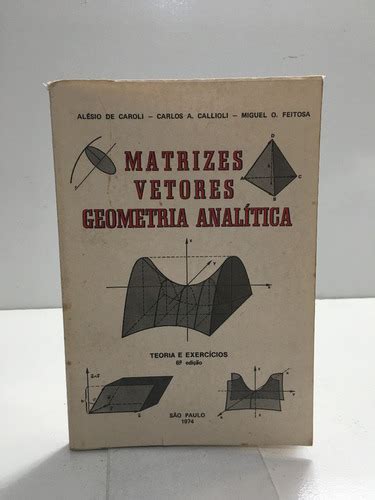 ALÉSIO DE CAROLI — CARLOS A. CALLIOLI — MIGUEL O. FEITOSA
MATRIZES
VETORES
GEOMETRIA ANALÍTICA
TEORIA E EXERCÍCIOS
6ª edição
SÃO PAULO
1974